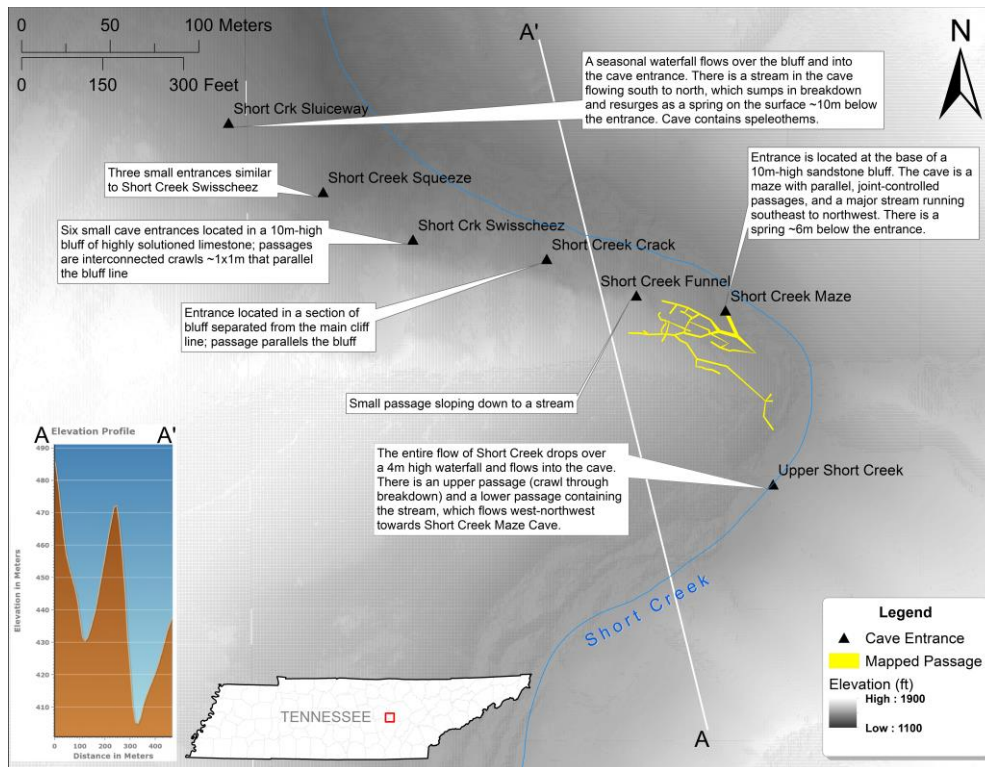 0 50 100 Meters
0 150 300 Feet
A'
N
A seasonal waterfall flows over the bluff and into
the cave entrance. There is a stream in the cave
flowing south to north, which sumps in breakdown
and resurges as a spring on the surface ~10m below
the entrance. Cave contains speleothems.
Short Crk Sluiceway
Three small entrances similar
to Short Creek Swisscheez
Short Creek Squeeze
Entrance is located at the base of a
10m-high sandstone bluff. The cave is a
maze with parallel, joint-controlled
passages, and a major stream running
southeast to northwest. There is a
spring ~6m below the entrance.
Six small cave entrances located in a 10m-high
bluff of highly solutioned limestone; passages
are interconnected crawls ~1x1m that parallel
the bluff line
Short Crk Swisscheez
Short Creek Crack
Short Creek Funnel
Short Creek Maze
Entrance located in a section of
bluff separated from the main cliff
line; passage parallels the bluff
Small passage sloping down to a stream
The entire flow of Short Creek drops over
a 4m high waterfall and flows into the cave.
There is an upper passage (crawl through
breakdown) and a lower passage containing
the stream, which flows west-northwest
towards Short Creek Maze Cave.
Upper Short Creek
Short Creek
A
A A'
Elevation Profile
Elevation in Meters
490
480
470
460
450
440
430
420
410
0 100 200 300 400
Distance in Meters
TENNESSEE
Legend
Cave Entrance
Mapped Passage
Elevation (ft)
High : 1900
Low : 1100